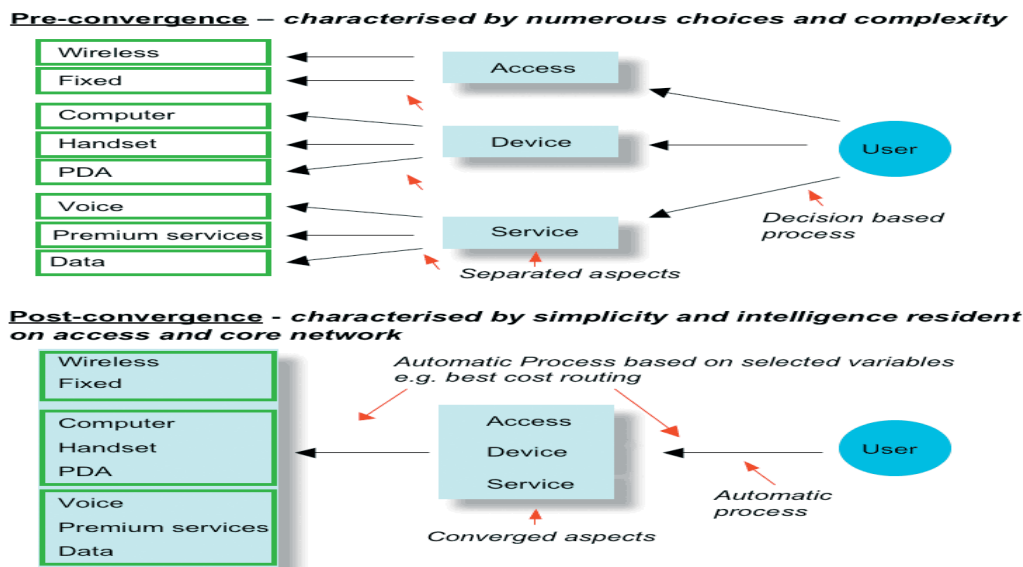 Pre-convergence – characterised by numerous choices and complexity
Wireless
Fixed
Computer
Handset
PDA
Voice
Premium services
Data
Access
Device
Service
User
Decision based
process
Separated aspects
Post-convergence - characterised by simplicity and intelligence resident
on access and core network
Wireless
Fixed
Computer
Handset
PDA
Voice
Premium services
Data
Automatic Process based on selected variables
e.g. best cost routing
Access
Device
Service
User
Automatic
process
Converged aspects